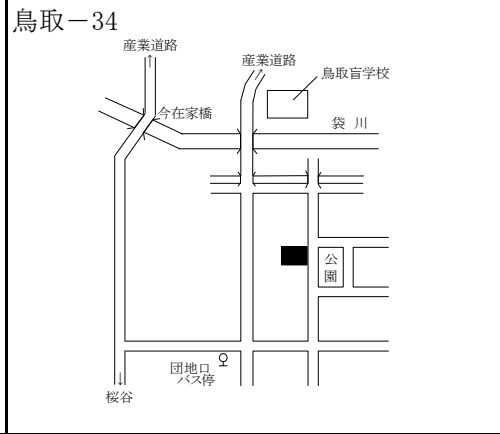 鳥取－34
産業道路
産業道路
鳥取盲学校
今在家橋
袋川
公園
団地口
バス停
桜谷